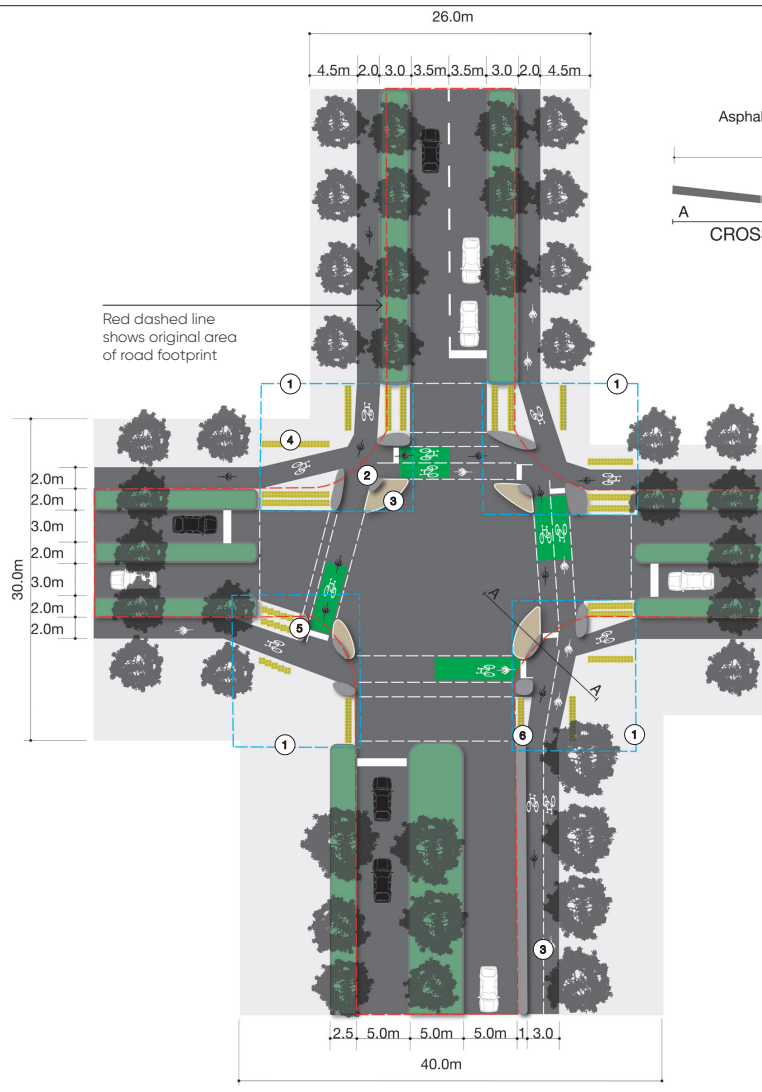 26.0m
4.5m 2.0 3.0 3.5m 3.5m 3.0 2.0 4.5m
Asphal
A
CROS
Red dashed line
shows original area
of road footprint
1
1
4
2
3
2.0m
2.0m
3.0m
2.0m
3.0m
2.0m
2.0m
30.0m
5
A
A
6
1
1
3
2.5 5.0m 5.0m 5.0m 1 3.0
40.0m